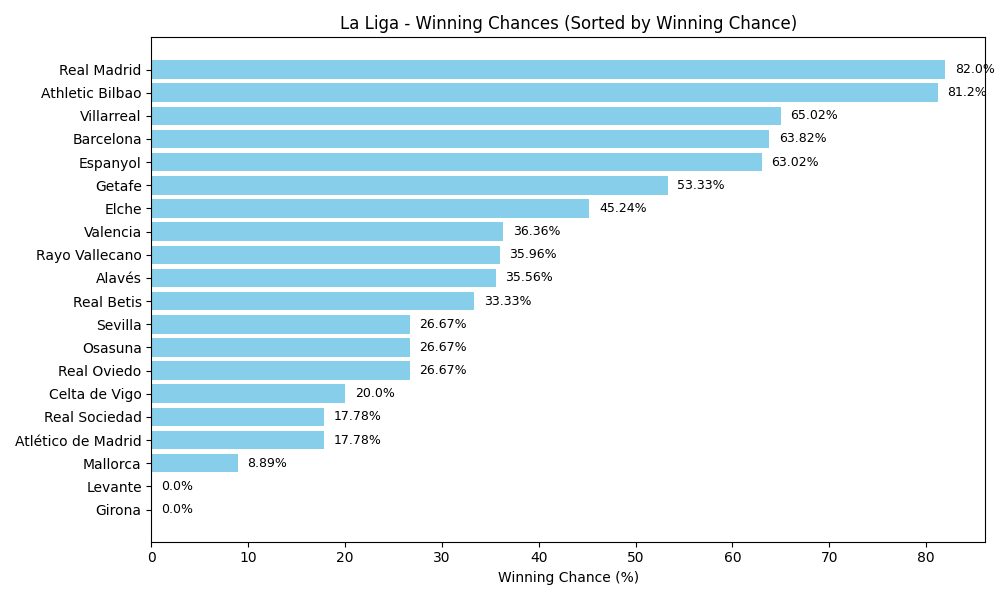 La Liga - Winning Chances (Sorted by Winning Chance)
Real Madrid 82.0%
Athletic Bilbao 81.2%
Villarreal 65.02%
Barcelona 63.82%
Espanyol 63.02%
Getafe 53.33%
Elche 45.24%
Valencia 36.36%
Rayo Vallecano 35.96%
Alavés 35.56%
Real Betis 33.33%
Sevilla 26.67%
Osasuna 26.67%
Real Oviedo 26.67%
Celta de Vigo 20.0%
Real Sociedad 17.78%
Atlético de Madrid 17.78%
Mallorca 8.89%
Levante 0.0%
Girona 0.0%
0 10 20 30 40 50 60 70 80
Winning Chance (%)